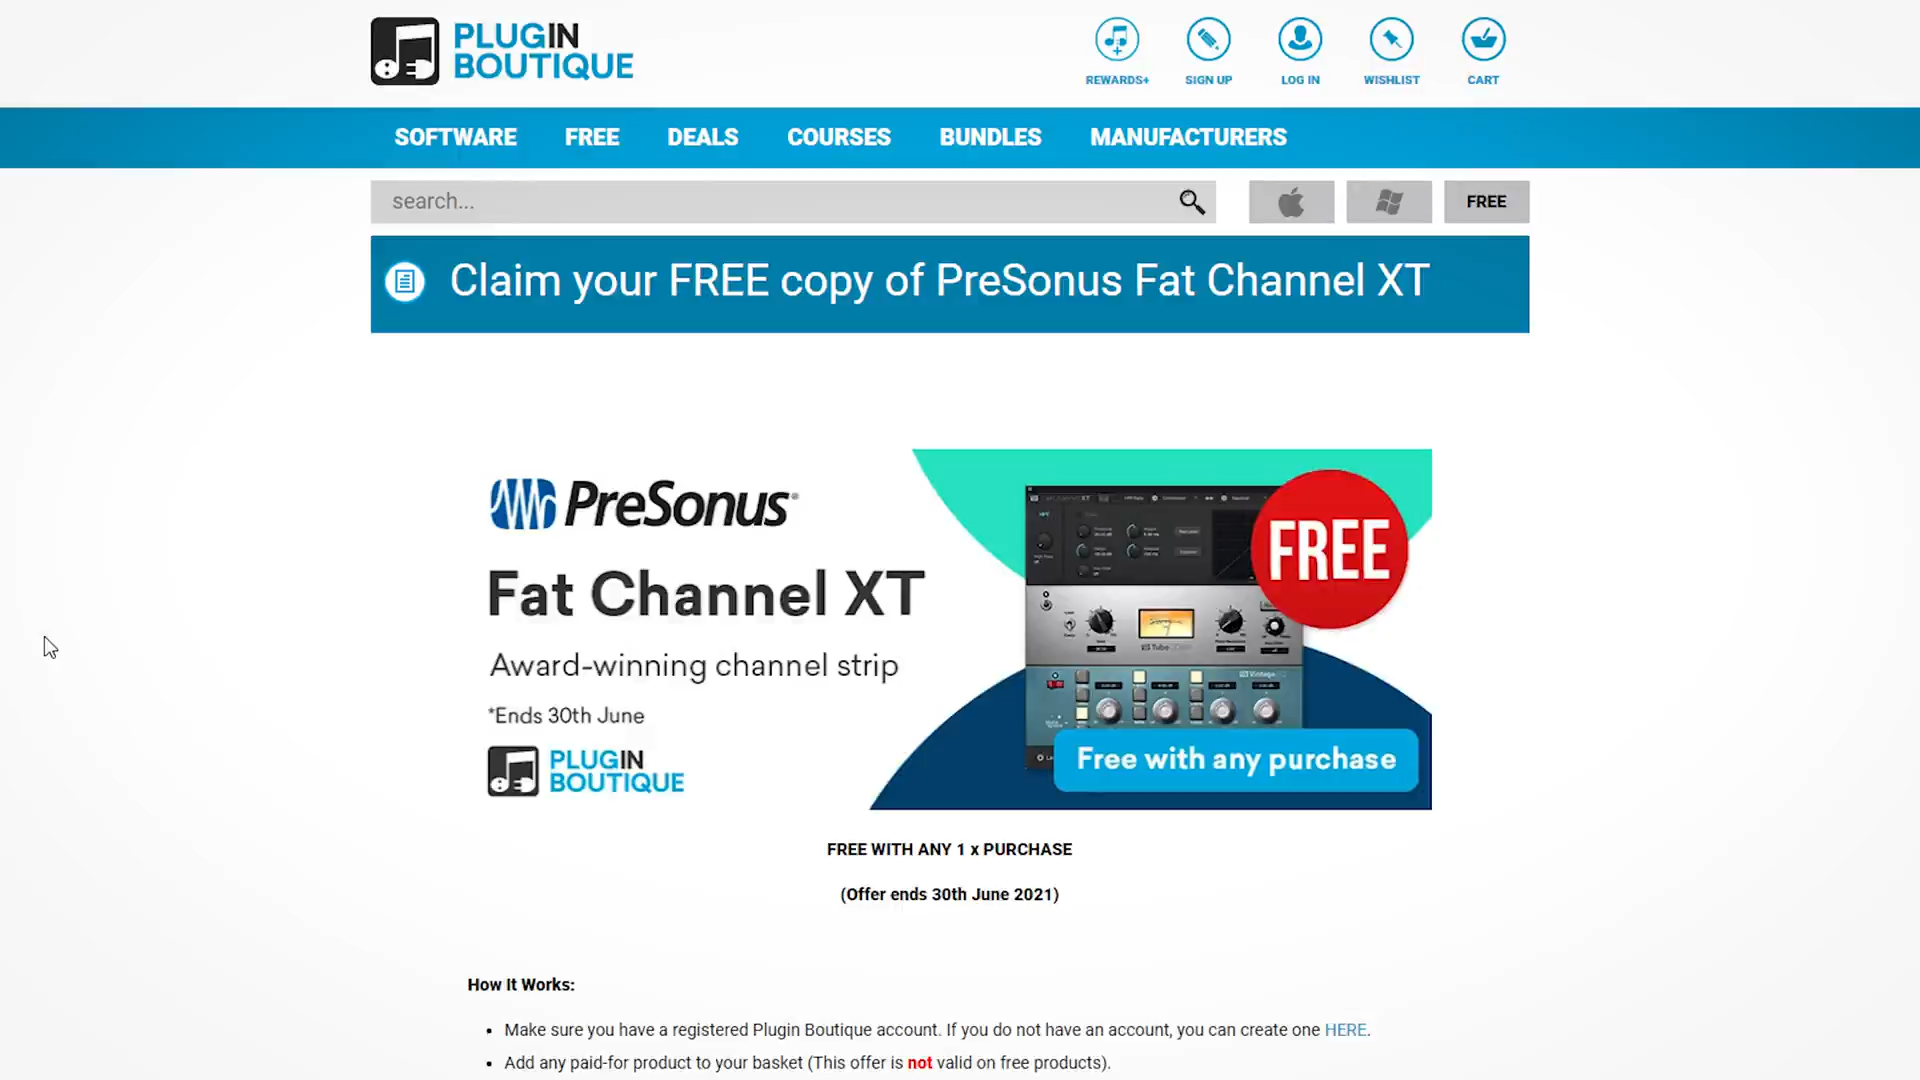 PLUGIN
BOUTIQUE
REWARDS+
SIGN UP
LOG IN
WISHLIST
CART
SOFTWARE
FREE
DEALS
COURSES
BUNDLES
MANUFACTURERS
search...
FREE
Claim your FREE copy of PreSonus Fat Channel XT
PreSonus
Fat Channel XT
Award-winning channel strip
*Ends 30th June
PLUGIN
BOUTIQUE
FREE
Free with any purchase
FREE WITH ANY 1 x PURCHASE
(Offer ends 30th June 2021)
How It Works:
• Make sure you have a registered Plugin Boutique account. If you do not have an account, you can create one HERE.
• Add any paid-for product to your basket (This offer is not valid on free products).